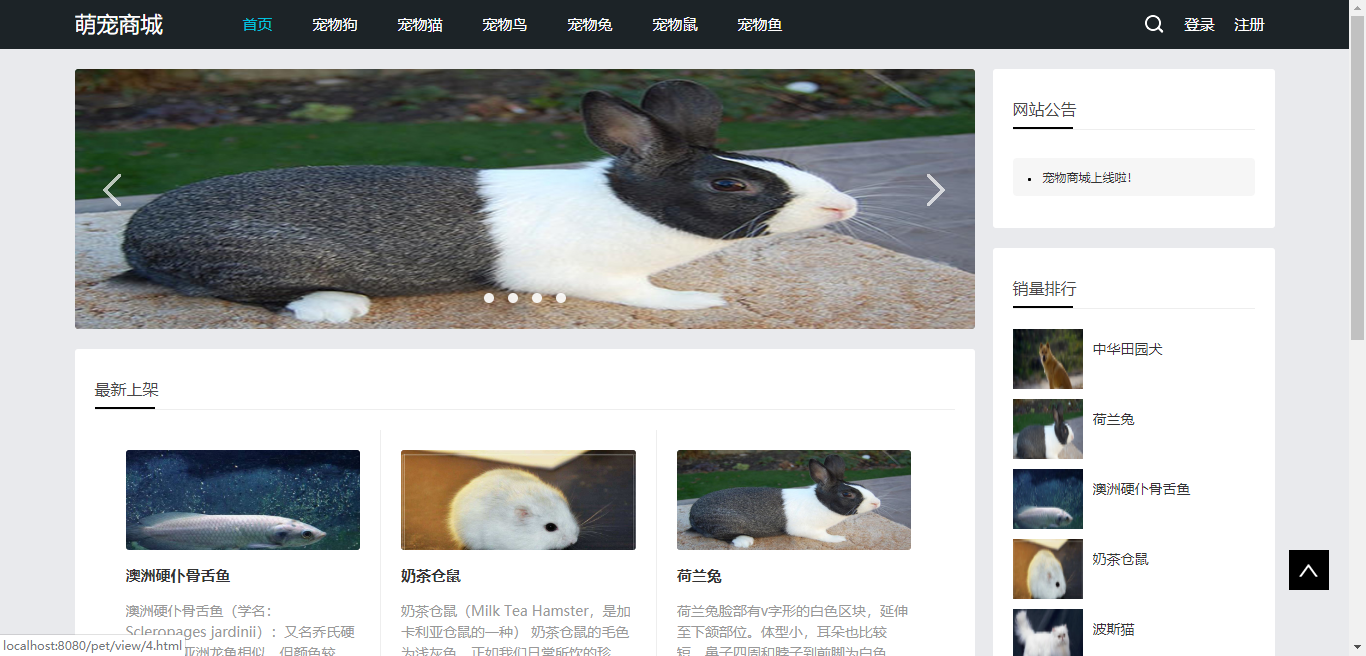 萌宠商城 首页 宠物狗 宠物猫 宠物鸟 宠物兔 宠物鼠 宠物鱼 登录 注册
网站公告
宠物商城上线啦!
销量排行
中华田园犬
荷兰兔
澳洲硬仆骨舌鱼
奶茶仓鼠
波斯猫
最新上架
澳洲硬仆骨舌鱼
澳洲硬仆骨舌鱼（学名：
Scleropages jardinii）：又名乔氏硬
亚洲龙鱼相似，但颜色较
奶茶仓鼠
奶茶仓鼠（Milk Tea Hamster，是加
卡利亚仓鼠的一种） 奶茶仓鼠的毛色
为浅灰色，正如我们日常所饮的珍
荷兰兔
荷兰兔脸部有v字形的白色区块，延伸
至下颔部位。体型小，耳朵也比较
短，鼻子四周和脖子到前脚为白色
localhost:8080/pet/view/4.html